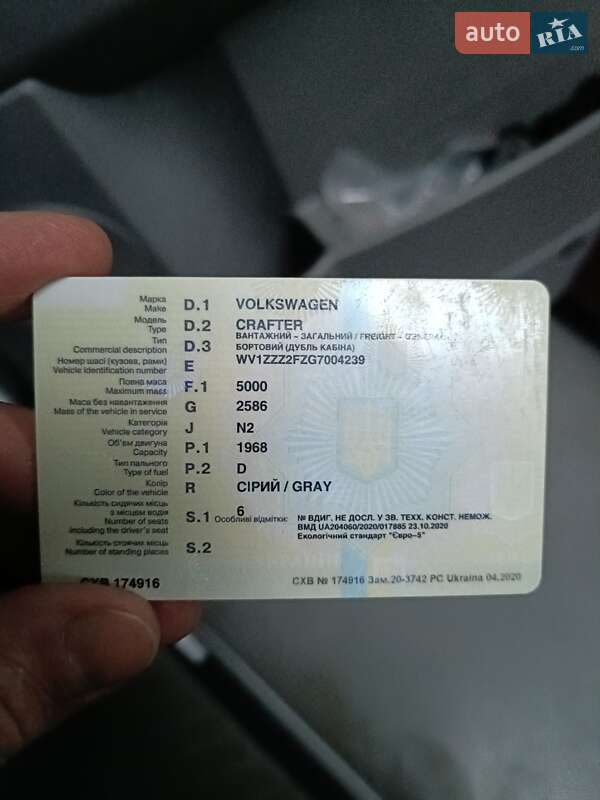 auto RIA .com
Марка
Make D.1 VOLKSWAGEN
Модель
Type D.2 CRAFTER
ВАНТАЖНИЙ – ЗАГАЛЬНИЙ / FREIGHT –
Тип
Commercial description D.3 БОРТОВИЙ (ДУБЛЬ КАБІНА)
Номер шасі (кузова, рами)
Vehicle identification number E WV1ZZZ2FZG7004239
Повна маса
Maximum mass F.1 5000
Маса без навантаження
Mass of the vehicle in service G 2586
Категорія
Vehicle category J N2
Об'єм двигуна
Capacity P.1 1968
Тип пального
Type of fuel P.2 D
Колір
Color of the vehicle R СІРИЙ / GRAY
Кількість сидячих місць
з місцем водія
Number of seats
including the driver's seat S.1 6
Особливі відмітки: № ДВИГ. НЕ ДОСЛ. У ЗВ. ТЕХХ. КОНСТ. НЕМОЖ.
ВМД UA204060/2020/017885 23.10.2020
Екологічний стандарт "Євро–5"
Кількість стоячих місць
Number of standing places S.2
СХВ 174916
СХВ № 174916 Зам.20-3742 РС Ukraina 04.2020